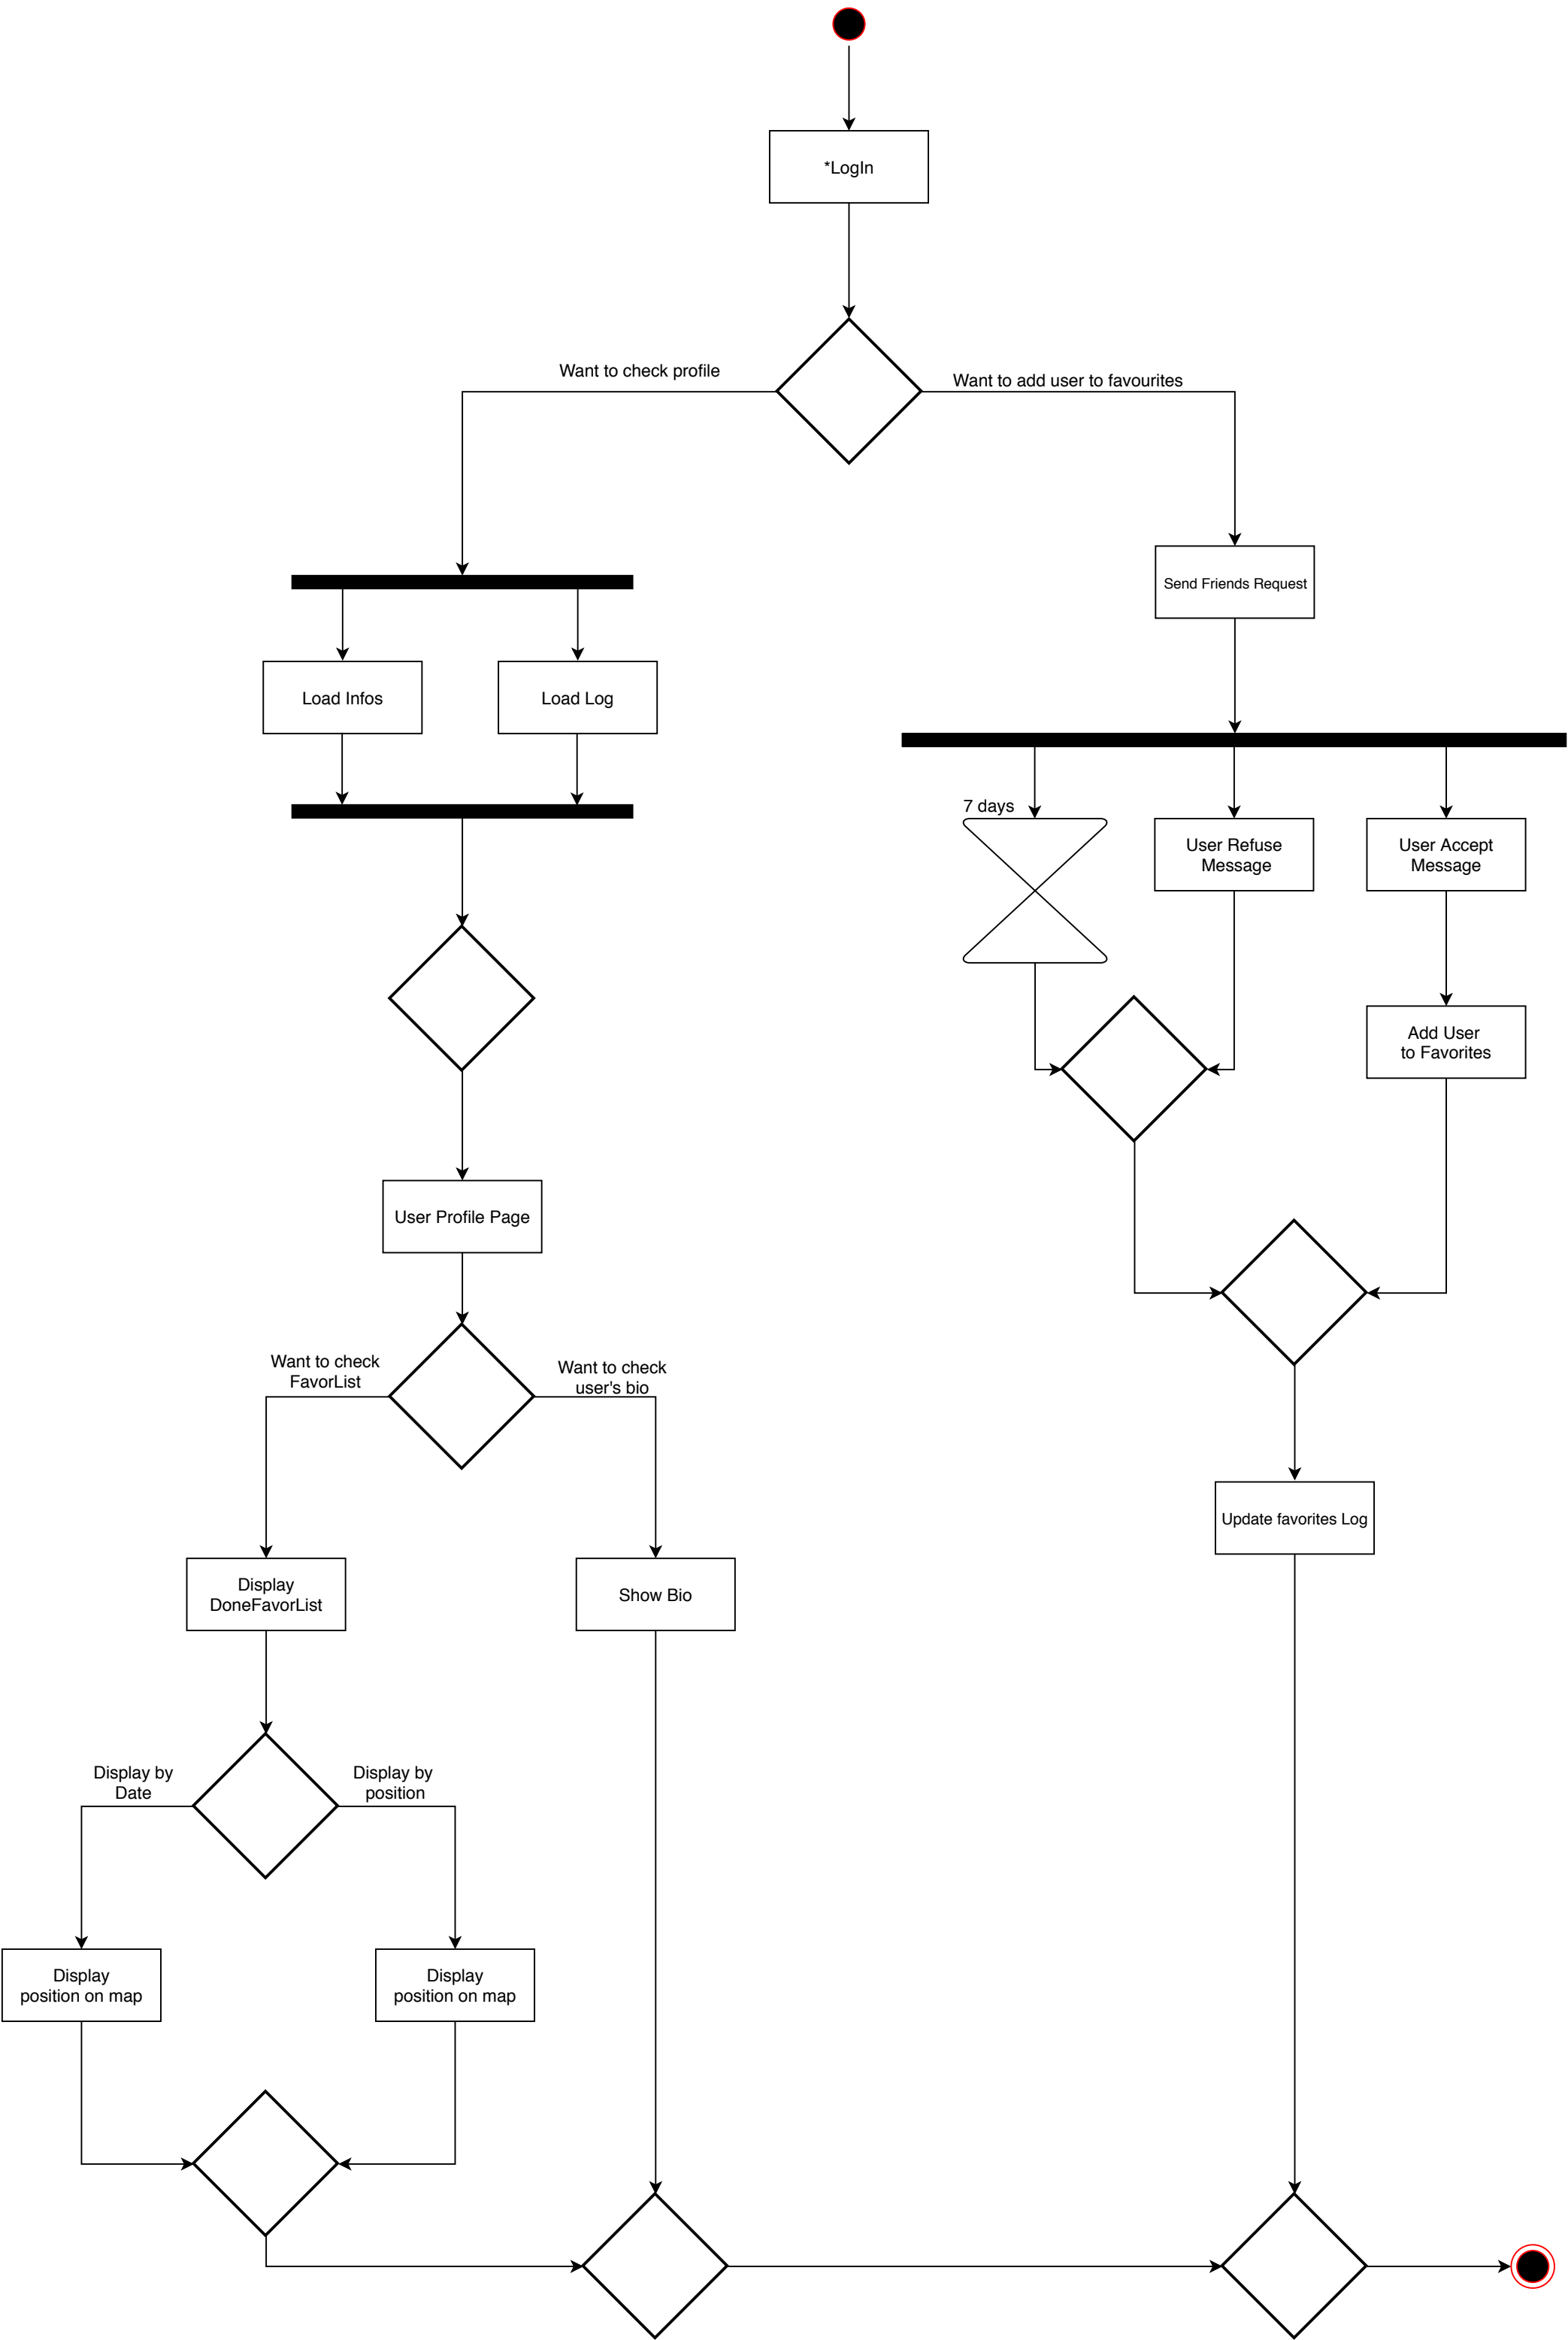 *LogIn
Want to check profile
Want to add user to favourites
Send Friends Request
Load Infos
Load Log
7 days
User Refuse
Message
User Accept
Message
Add User
to Favorites
User Profile Page
Want to check
FavorList
Want to check
user's bio
Update favorites Log
Display
DoneFavorList
Show Bio
Display by
Date
Display by
position
Display
position on map
Display
position on map